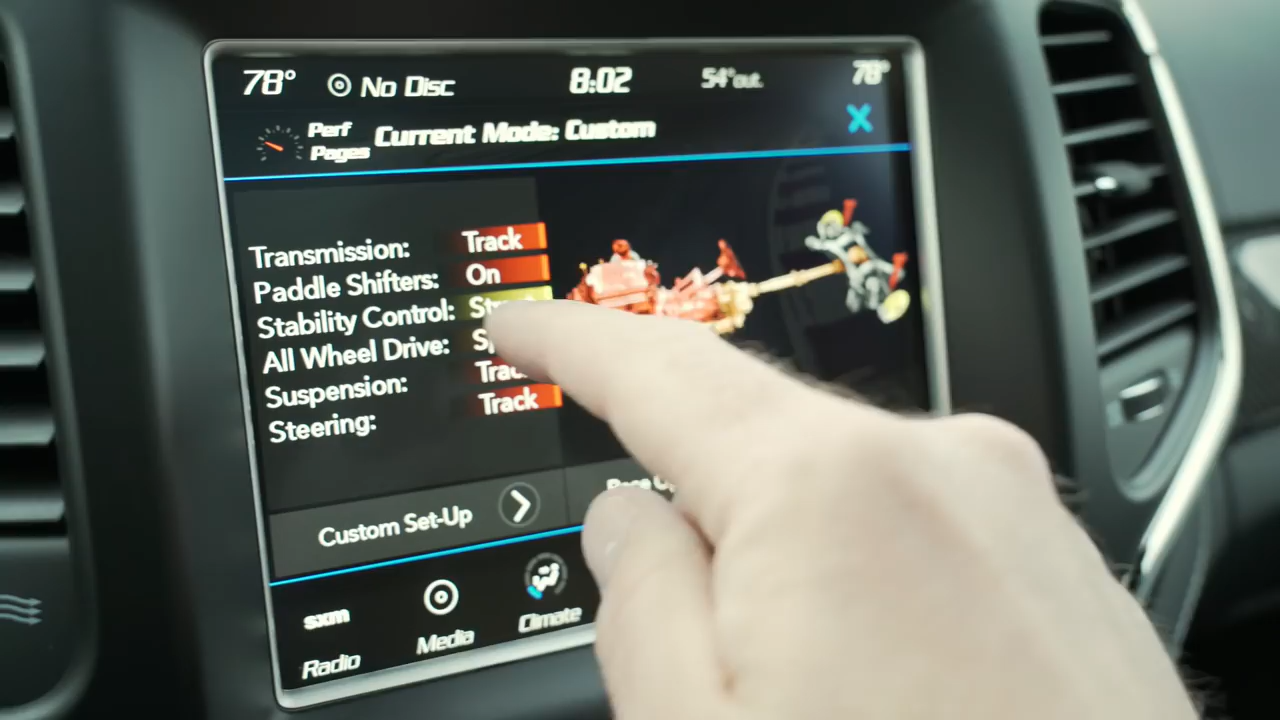 78° No Disc 8:02 54°out. 78°
Perf
Pages
Current Mode: Custom
X
Transmission: Track
Paddle Shifters: On
Stability Control:
All Wheel Drive:
Suspension:
Steering: Track
Custom Set-Up
sxm
Radio
Media
Climate